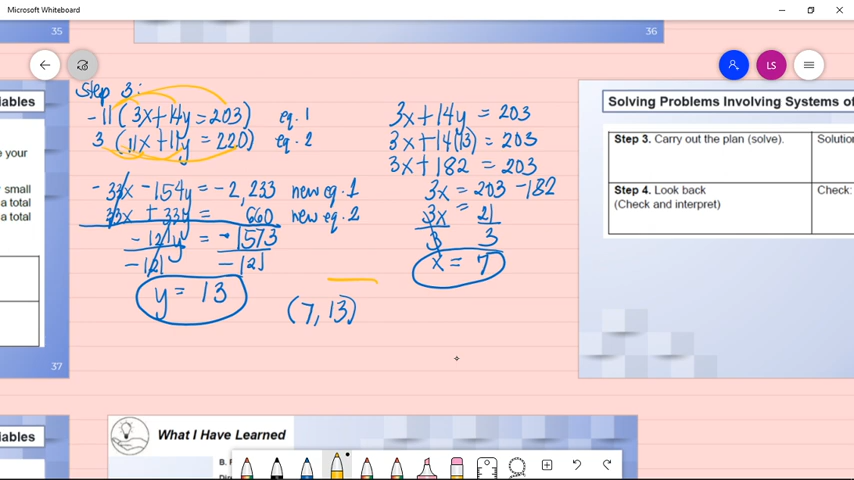 Microsoft Whiteboard
35
36
LS
iables
e your
small
a total
a total
37
Step 3:
-11(3x+14y=203) eq. 1
3(11x+11y=220) eq. 2
-33x -154y = -2,233 new eq. 1
33x + 33y = 660 new eq. 2
-121y = -1573
-121 -121
y = 13
(7, 13)
3x+14y = 203
3x+14(13) = 203
3x+182 = 203
3x = 203 -182
3x = 21
3 3
x = 7
Solving Problems Involving Systems of
Step 3. Carry out the plan (solve).
Solution
Step 4. Look back
(Check and interpret)
Check:
iables
What I Have Learned